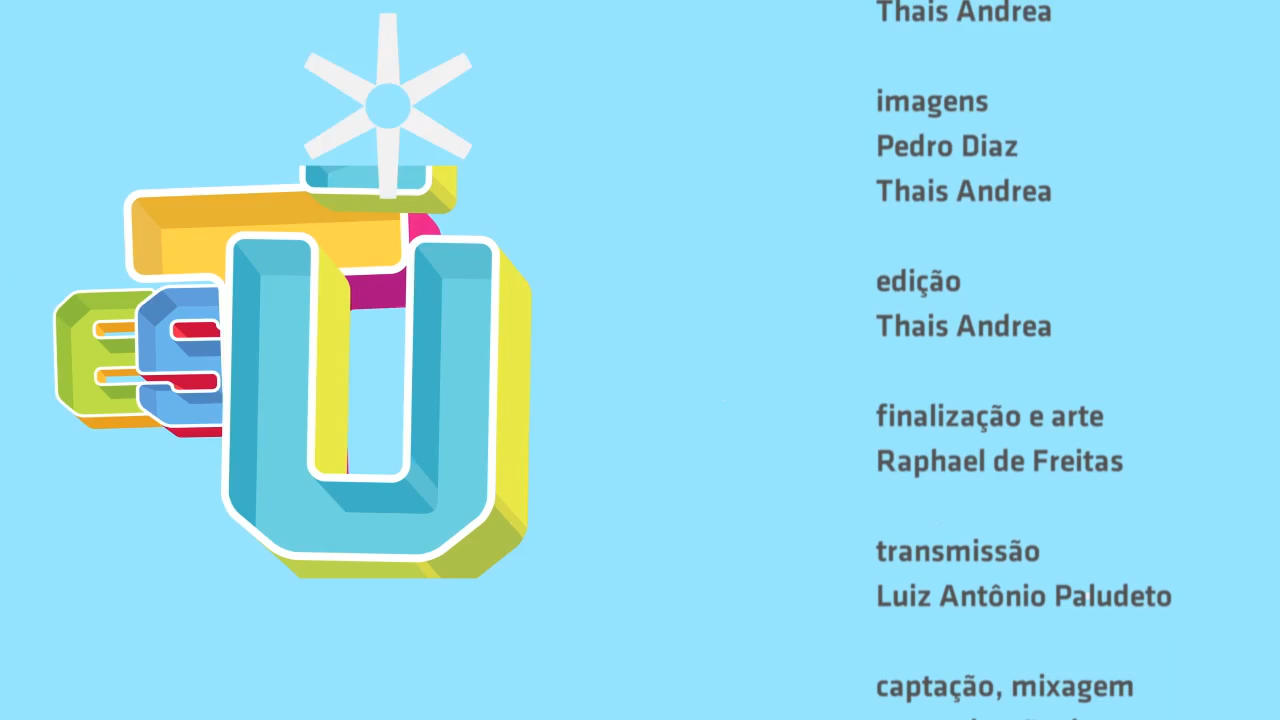 Thais Andrea
imagens
Pedro Diaz
Thais Andrea
edição
Thais Andrea
finalização e arte
Raphael de Freitas
transmissão
Luiz Antônio Paludeto
captação, mixagem